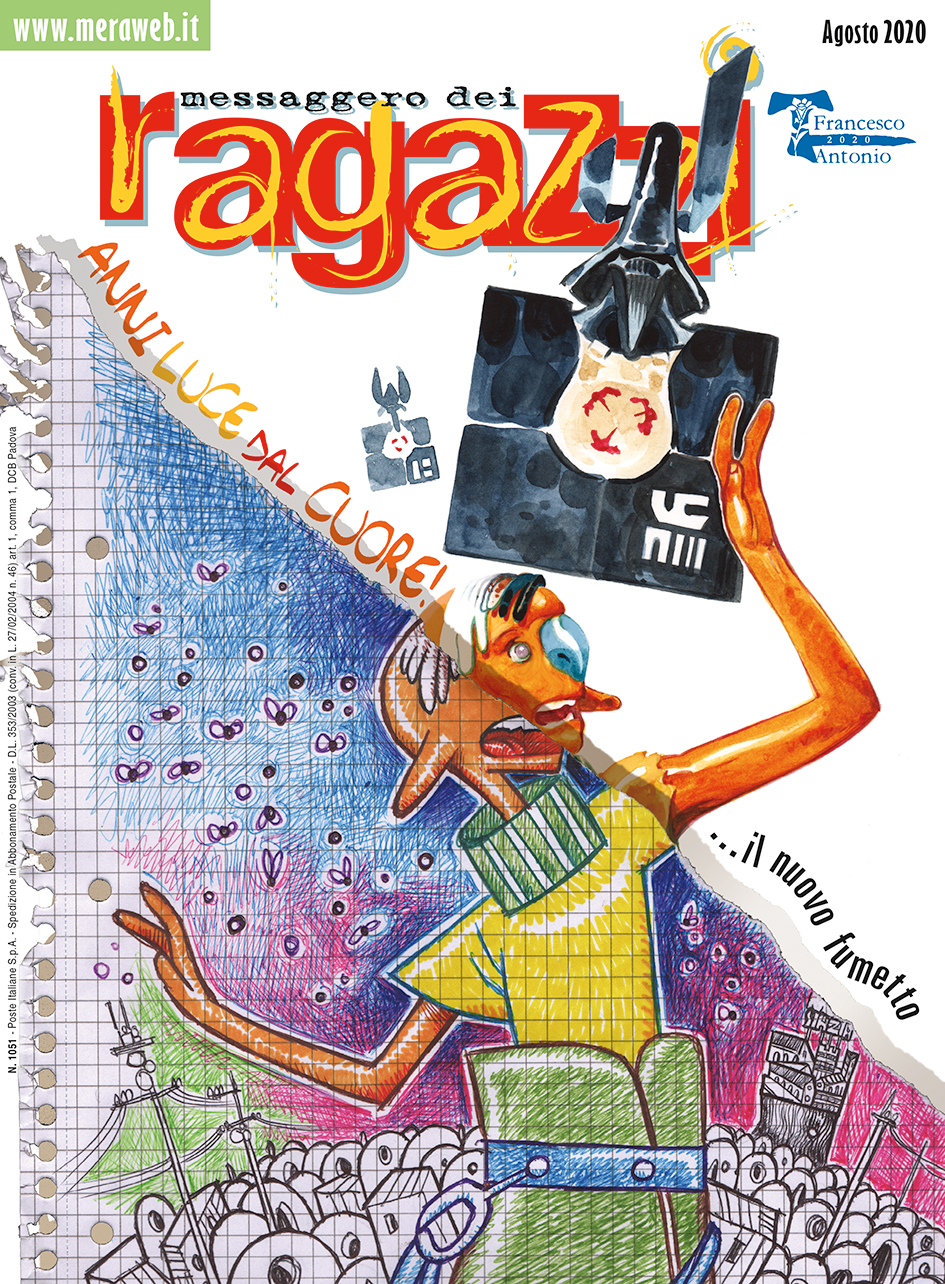 www.meraweb.it
Agosto 2020
messaggero dei
ragazzi
Francesco
2020
Antonio
ANNI LUCE DAL CUORE!
...il nuovo fumetto
N. 1051 - Poste Italiane S.p.A. - Spedizione in Abbonamento Postale - D.L. 353/2003 (conv. in L. 27/02/2004 n. 46) art. 1, comma 1, DCB Padova